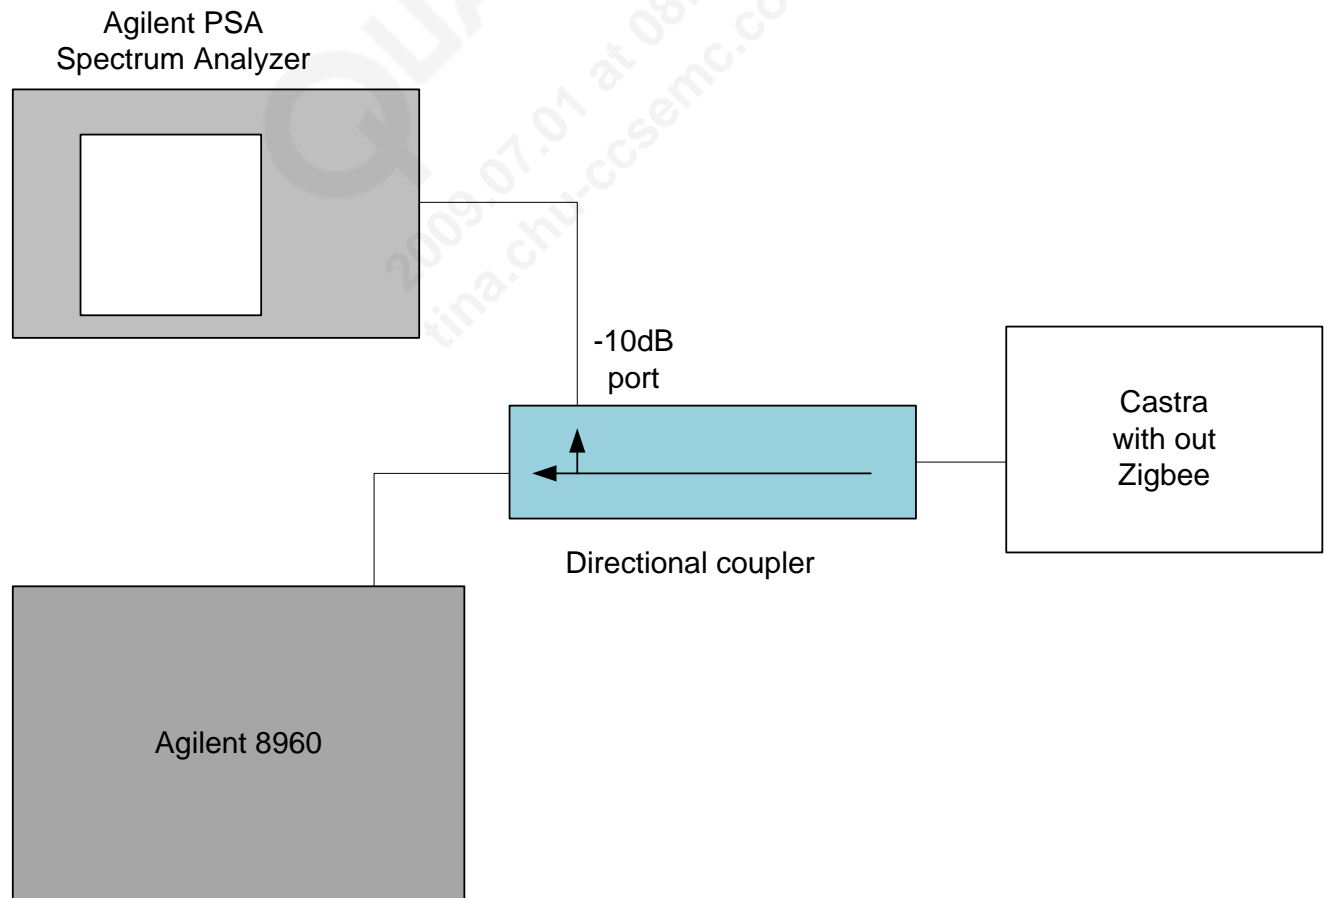 Agilent PSA
Spectrum Analyzer
-10dB
port
Castra
with out
Zigbee
Directional coupler
Agilent 8960